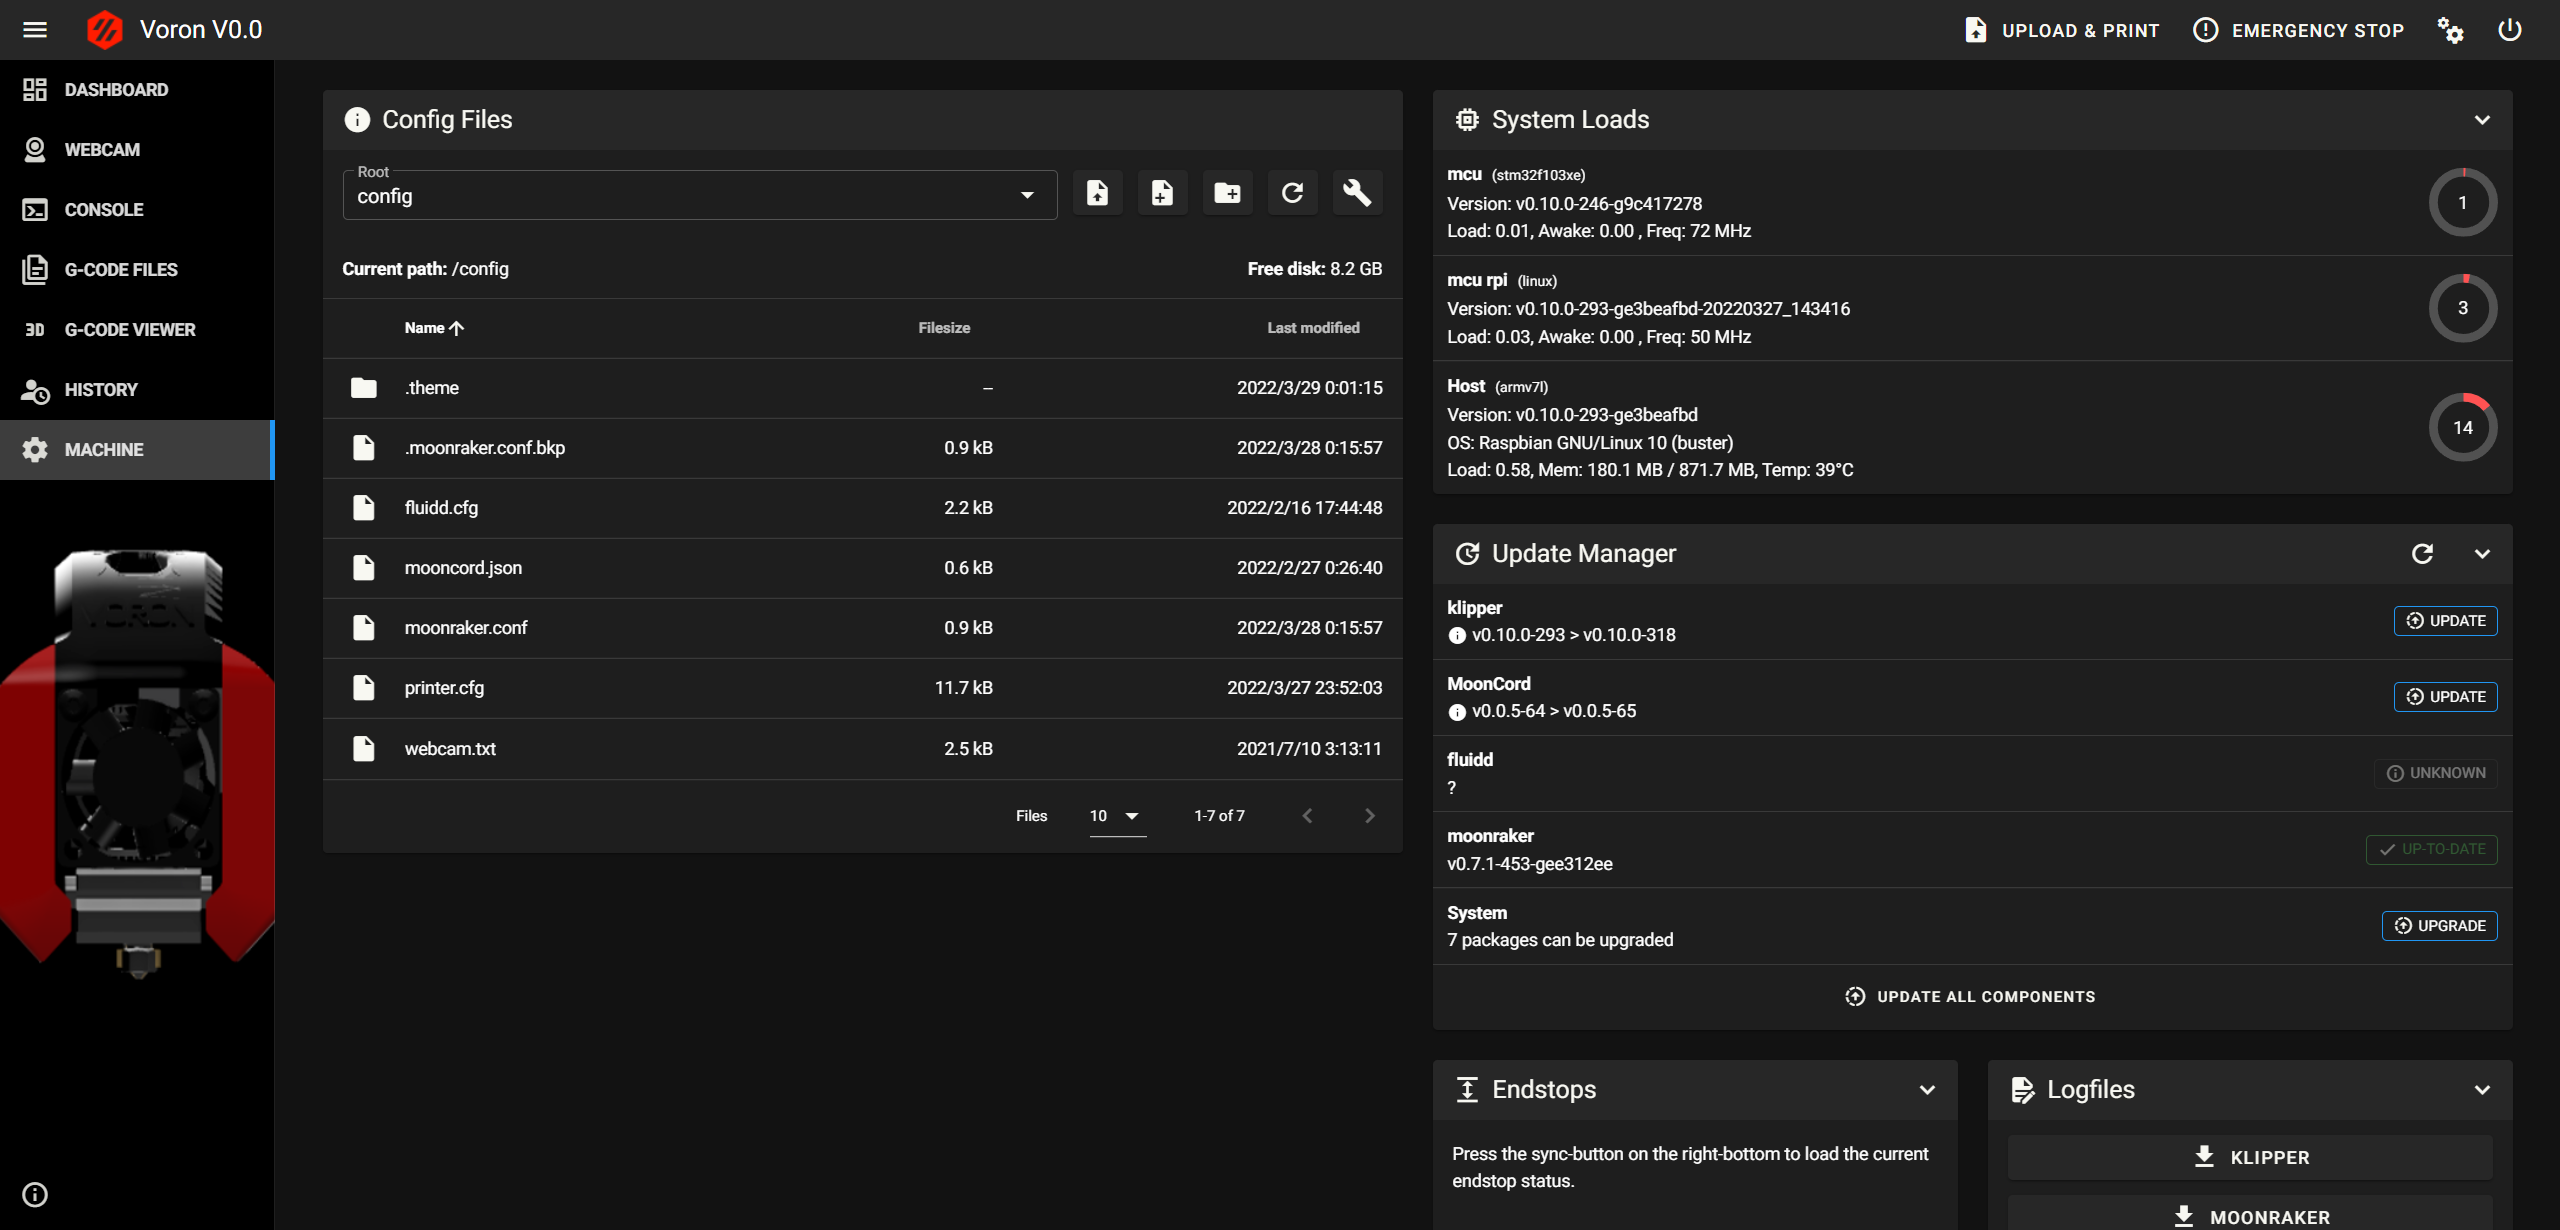 Voron V0.0
UPLOAD & PRINT
EMERGENCY STOP
DASHBOARD
WEBCAM
CONSOLE
G-CODE FILES
3D G-CODE VIEWER
HISTORY
MACHINE
VORON
Config Files
Root
config
Current path: /config
Free disk: 8.2 GB
Name Filesize Last modified
.theme – 2022/3/29 0:01:15
.moonraker.conf.bkp 0.9 kB 2022/3/28 0:15:57
fluidd.cfg 2.2 kB 2022/2/16 17:44:48
mooncord.json 0.6 kB 2022/2/27 0:26:40
moonraker.conf 0.9 kB 2022/3/28 0:15:57
printer.cfg 11.7 kB 2022/3/27 23:52:03
webcam.txt 2.5 kB 2021/7/10 3:13:11
Files 10 1-7 of 7
System Loads
mcu (stm32f103xe)
Version: v0.10.0-246-g9c417278
Load: 0.01, Awake: 0.00 , Freq: 72 MHz
1
mcu rpi (linux)
Version: v0.10.0-293-ge3beafbd-20220327_143416
Load: 0.03, Awake: 0.00 , Freq: 50 MHz
3
Host (armv7l)
Version: v0.10.0-293-ge3beafbd
OS: Raspbian GNU/Linux 10 (buster)
Load: 0.58, Mem: 180.1 MB / 871.7 MB, Temp: 39°C
14
Update Manager
klipper
v0.10.0-293 > v0.10.0-318
UPDATE
MoonCord
v0.0.5-64 > v0.0.5-65
UPDATE
fluidd
?
UNKNOWN
moonraker
v0.7.1-453-gee312ee
UP-TO-DATE
System
7 packages can be upgraded
UPGRADE
UPDATE ALL COMPONENTS
Endstops
Press the sync-button on the right-bottom to load the current
endstop status.
Logfiles
KLIPPER
MOONRAKER